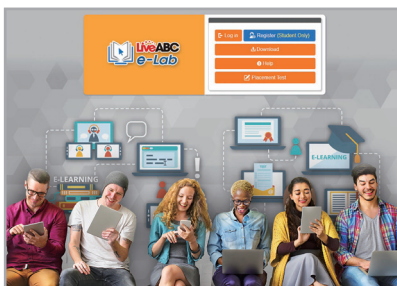 LiveABC
e-Lab
Log in
Register (Student Only)
Download
Help
Placement Test
E-LEARNING
E-LEARNING